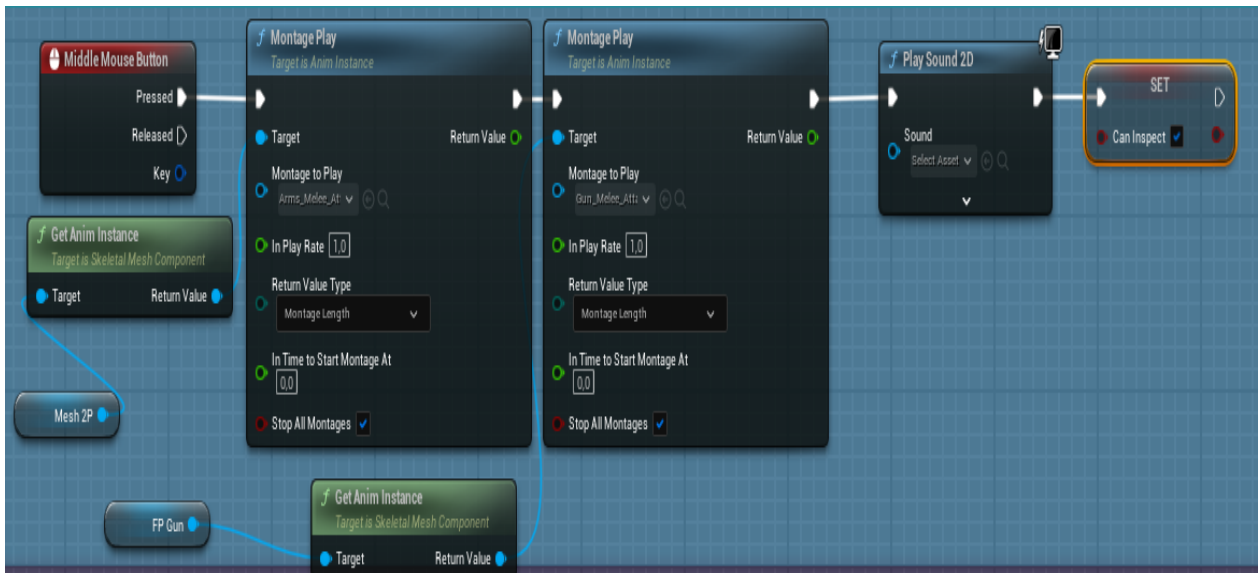 Middle Mouse Button
Pressed
Released
Key
f Get Anim Instance
Target is Skeletal Mesh Component
Target Return Value
Mesh 2P
f Montage Play
Target is Anim Instance
Target Return Value
Montage to Play
Arms_Melee_At
In Play Rate 1,0
Return Value Type
Montage Length
In Time to Start Montage At
0,0
Stop All Montages
f Montage Play
Target is Anim Instance
Target Return Value
Montage to Play
Gun_Melee_Atta
In Play Rate 1,0
Return Value Type
Montage Length
In Time to Start Montage At
0,0
Stop All Montages
FP Gun
f Get Anim Instance
Target is Skeletal Mesh Component
Target Return Value
f Play Sound 2D
Sound
Select Asset
SET
Can Inspect